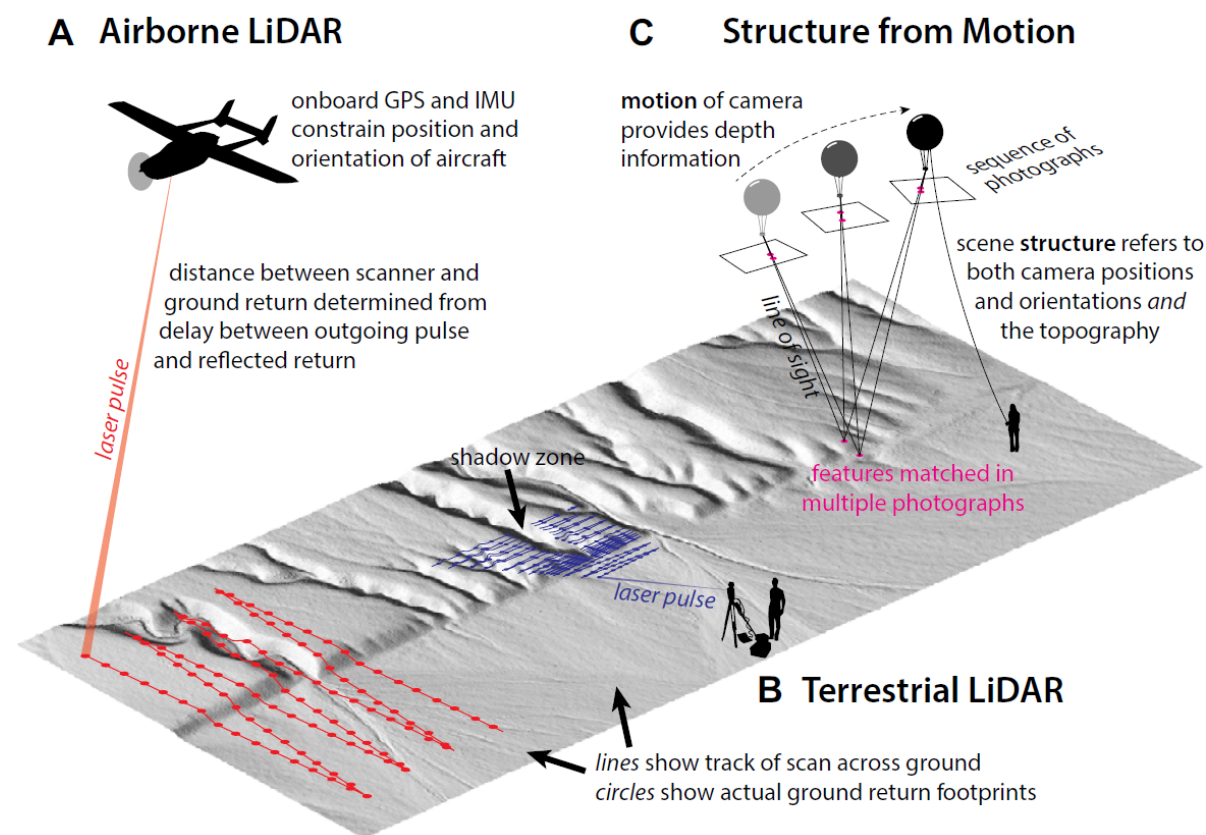 A Airborne LiDAR
onboard GPS and IMU
constrain position and
orientation of aircraft
distance between scanner and
ground return determined from
delay between outgoing pulse
and reflected return
laser pulse
C Structure from Motion
motion of camera
provides depth
information
sequence of
photographs
scene structure refers to
both camera positions
and orientations and
the topography
line of sight
features matched in
multiple photographs
shadow zone
laser pulse
B Terrestrial LiDAR
lines show track of scan across ground
circles show actual ground return footprints